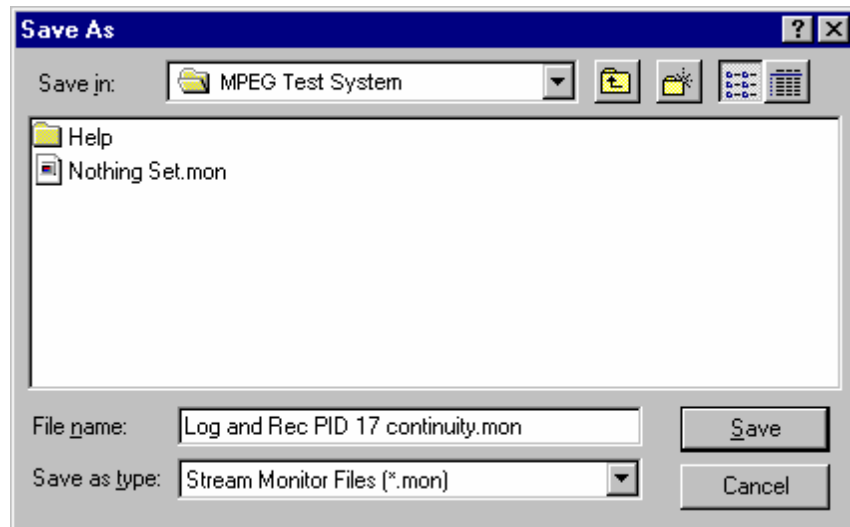 Save As
Save in: MPEG Test System
Help
Nothing Set.mon
File name: Log and Rec PID 17 continuity.mon Save
Save as type: Stream Monitor Files (*.mon) Cancel